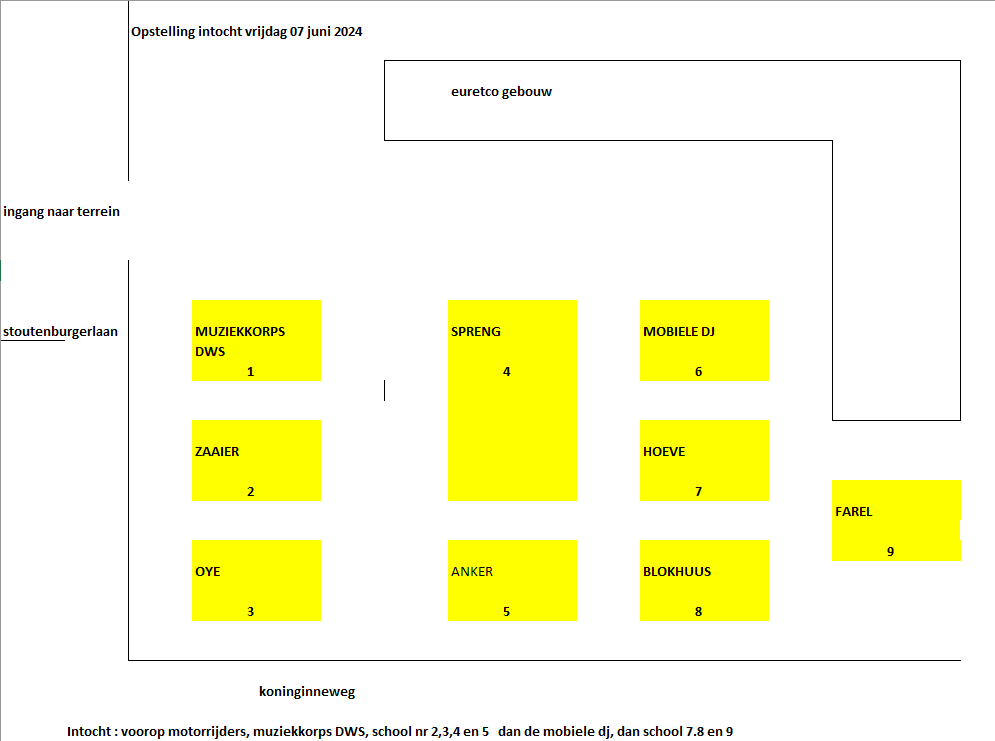 Opstelling intocht vrijdag 07 juni 2024
euretco gebouw
ingang naar terrein
stoutenburgerlaan
MUZIEKKORPS
DWS
1
SPRENG
4
MOBIELE DJ
6
ZAAIER
2
HOEVE
7
FAREL
9
OYE
3
ANKER
5
BLOKHUUS
8
koninginneweg
Intocht : voorop motorrijders, muziekkorps DWS, school nr 2,3,4 en 5 dan de mobiele dj, dan school 7.8 en 9